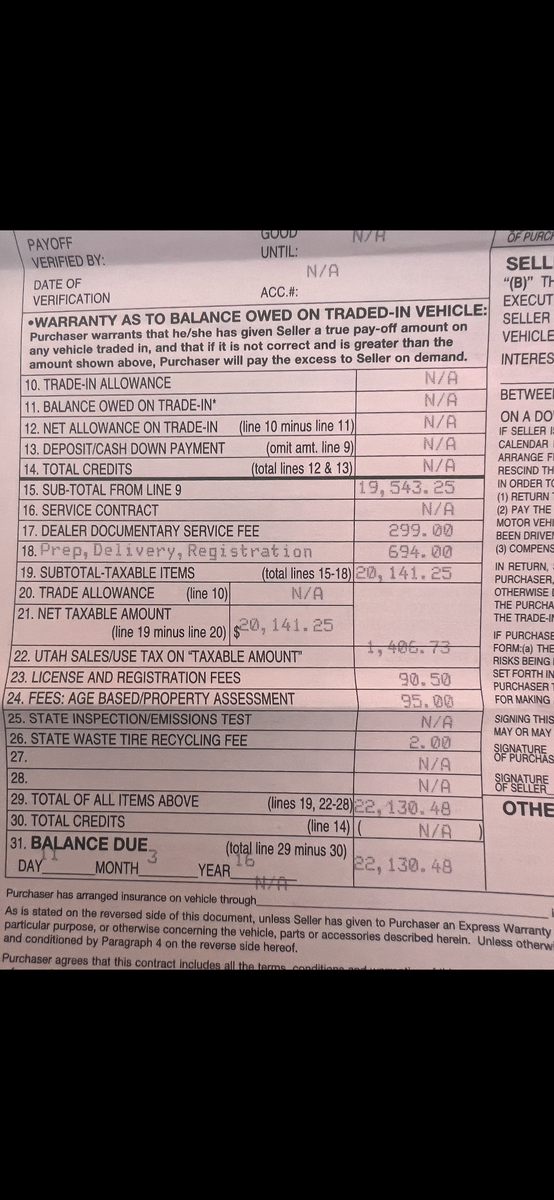 PAYOFF
VERIFIED BY:
GOOD
UNTIL:
N/A
DATE OF
VERIFICATION
N/A
ACC.#:
•WARRANTY AS TO BALANCE OWED ON TRADED-IN VEHICLE:
Purchaser warrants that he/she has given Seller a true pay-off amount on
any vehicle traded in, and that if it is not correct and is greater than the
amount shown above, Purchaser will pay the excess to Seller on demand.
10. TRADE-IN ALLOWANCE N/A
11. BALANCE OWED ON TRADE-IN* N/A
12. NET ALLOWANCE ON TRADE-IN (line 10 minus line 11) N/A
13. DEPOSIT/CASH DOWN PAYMENT (omit amt. line 9) N/A
14. TOTAL CREDITS (total lines 12 & 13) N/A
15. SUB-TOTAL FROM LINE 9 19,543.25
16. SERVICE CONTRACT N/A
17. DEALER DOCUMENTARY SERVICE FEE 299.00
18. Prep, Delivery, Registration 694.00
19. SUBTOTAL-TAXABLE ITEMS (total lines 15-18) 20,141.25
20. TRADE ALLOWANCE (line 10) N/A
21. NET TAXABLE AMOUNT
(line 19 minus line 20) $20,141.25
22. UTAH SALES/USE TAX ON "TAXABLE AMOUNT" 1,406.73
23. LICENSE AND REGISTRATION FEES 90.50
24. FEES: AGE BASED/PROPERTY ASSESSMENT 95.00
25. STATE INSPECTION/EMISSIONS TEST N/A
26. STATE WASTE TIRE RECYCLING FEE 2.00
27. N/A
28. N/A
29. TOTAL OF ALL ITEMS ABOVE (lines 19, 22-28) 22,130.48
30. TOTAL CREDITS (line 14) ( N/A )
31. BALANCE DUE (total line 29 minus 30) 22,130.48
DAY 11 MONTH 3 YEAR 16
N/A
Purchaser has arranged insurance on vehicle through
As is stated on the reversed side of this document, unless Seller has given to Purchaser an Express Warranty
particular purpose, or otherwise concerning the vehicle, parts or accessories described herein. Unless otherw
and conditioned by Paragraph 4 on the reverse side hereof.
Purchaser agrees that this contract includes all the terms, conditions and
OF PURC
SELL
"(B)" TH
EXECUT
SELLER
VEHICLE
INTERES
BETWEE
ON A DO
IF SELLER IS
CALENDAR
ARRANGE F
RESCIND TH
IN ORDER TO
(1) RETURN
(2) PAY THE
MOTOR VEHI
BEEN DRIVE
(3) COMPENS
IN RETURN,
PURCHASER,
OTHERWISE
THE PURCHA
THE TRADE-IN
IF PURCHASE
FORM:(a) THE
RISKS BEING
SET FORTH IN
PURCHASER
FOR MAKING
SIGNING THIS
MAY OR MAY
SIGNATURE
OF PURCHAS
SIGNATURE
OF SELLER
OTHE